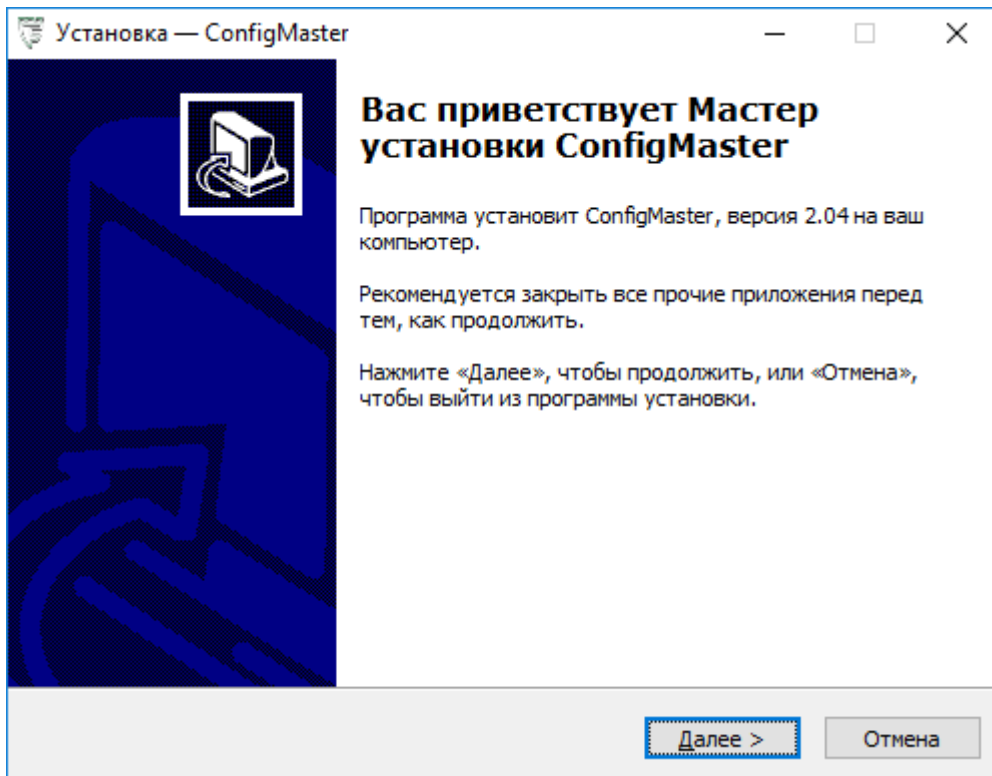 Установка — ConfigMaster
Вас приветствует Мастер
установки ConfigMaster
Программа установит ConfigMaster, версия 2.04 на ваш
компьютер.
Рекомендуется закрыть все прочие приложения перед
тем, как продолжить.
Нажмите «Далее», чтобы продолжить, или «Отмена»,
чтобы выйти из программы установки.
Далее >
Отмена